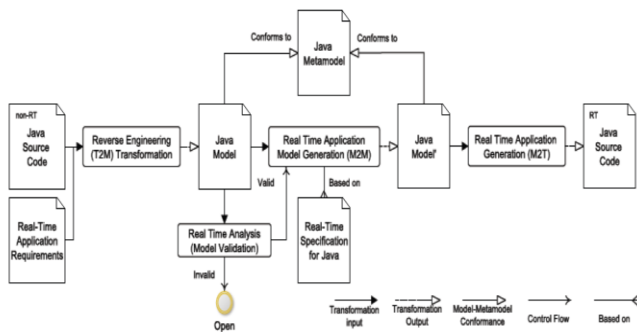 Conforms to
Java
Metamodel
Conforms to
non-RT
Java
Source
Code
Reverse Engineering
(T2M) Transformation
Java
Model
Real Time Application
Model Generation (M2M)
Java
Model'
Real Time Application
Generation (M2T)
RT
Java
Source
Code
Valid
Based on
Real-Time
Application
Requirements
Real Time Analysis
(Model Validation)
Real-Time
Specification
for Java
Invalid
Open
Transformation
input
Transformation
Output
Model-Metamodel
Conformance
Control Flow
Based on